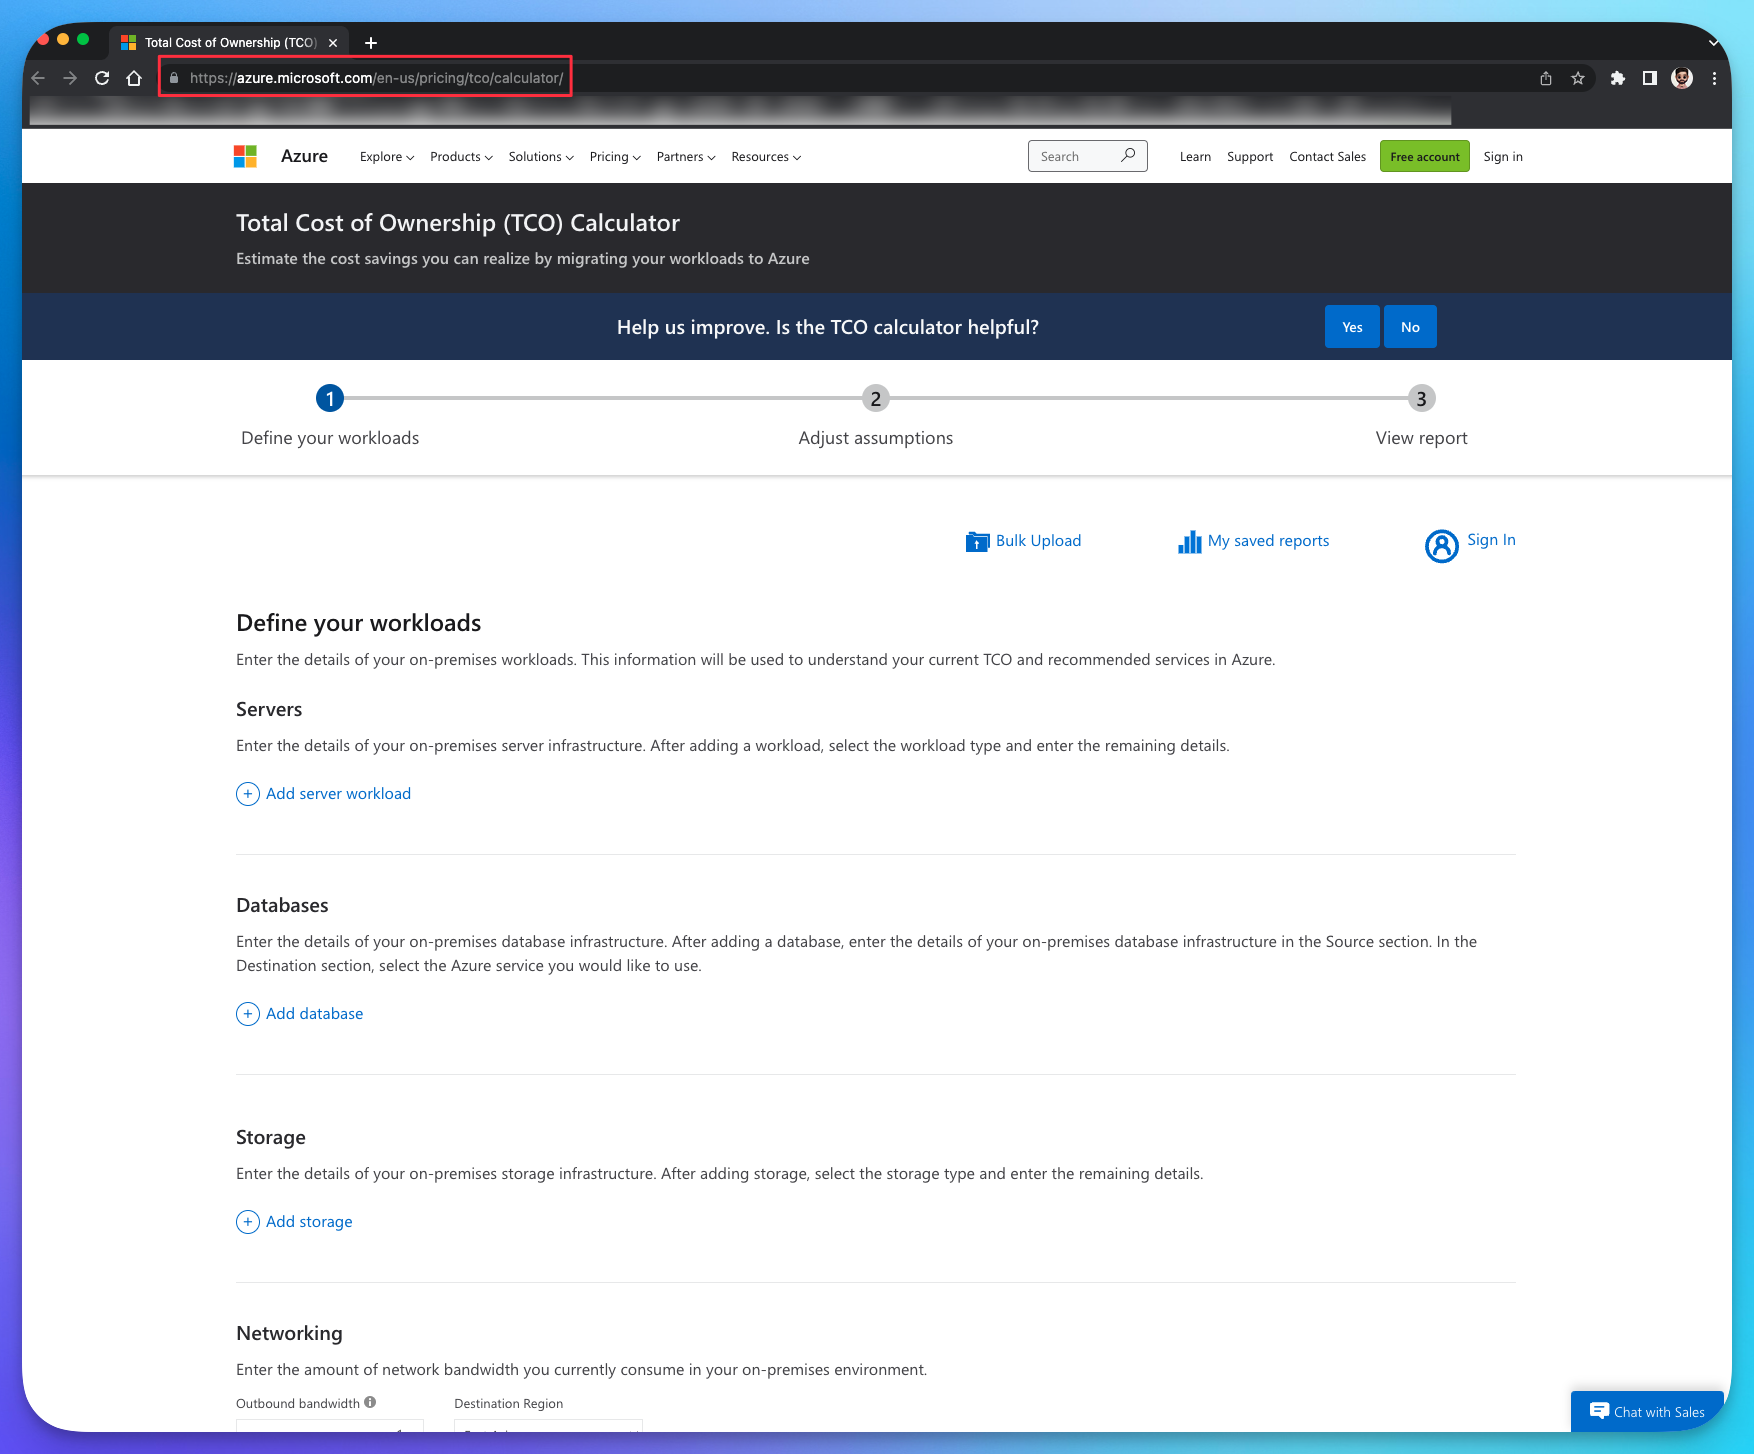 Total Cost of Ownership (TCO)
https://azure.microsoft.com/en-us/pricing/tco/calculator/
Azure Explore Products Solutions Pricing Partners Resources Search Learn Support Contact Sales Free account Sign in
Total Cost of Ownership (TCO) Calculator
Estimate the cost savings you can realize by migrating your workloads to Azure
Help us improve. Is the TCO calculator helpful? Yes No
1 2 3
Define your workloads Adjust assumptions View report
Bulk Upload My saved reports Sign In
Define your workloads
Enter the details of your on-premises workloads. This information will be used to understand your current TCO and recommended services in Azure.
Servers
Enter the details of your on-premises server infrastructure. After adding a workload, select the workload type and enter the remaining details.
Add server workload
Databases
Enter the details of your on-premises database infrastructure. After adding a database, enter the details of your on-premises database infrastructure in the Source section. In the
Destination section, select the Azure service you would like to use.
Add database
Storage
Enter the details of your on-premises storage infrastructure. After adding storage, select the storage type and enter the remaining details.
Add storage
Networking
Enter the amount of network bandwidth you currently consume in your on-premises environment.
Outbound bandwidth Destination Region
Chat with Sales